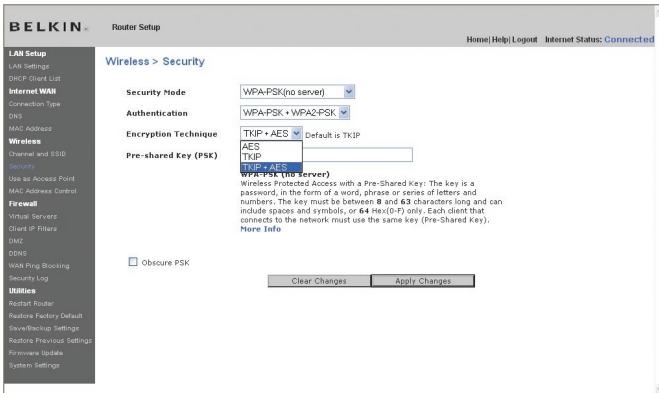 BELKIN
Router Setup
Home| Help| Logout Internet Status: Connected
LAN Setup
LAN Settings
DHCP Client List
Internet WAN
Connection Type
DNS
MAC Address
Wireless
Channel and SSID
Security
Use as Access Point
MAC Address Control
Firewall
Virtual Servers
Client IP Filters
DMZ
DDNS
WAN Ping Blocking
Security Log
Utilities
Restart Router
Restore Factory Default
Save/Backup Settings
Restore Previous Settings
Firmware Update
System Settings
Wireless > Security
Security Mode WPA-PSK(no server)
Authentication WPA-PSK + WPA2-PSK
Encryption Technique TKIP + AES Default is TKIP
AES
TKIP
TKIP + AES
Pre-shared Key (PSK)
WPA-PSK (no server)
Wireless Protected Access with a Pre-Shared Key: The key is a
password, in the form of a word, phrase or series of letters and
numbers. The key must be between 8 and 63 characters long and can
include spaces and symbols, or 64 Hex(0-F) only. Each client that
connects to the network must use the same key (Pre-Shared Key).
More Info
Obscure PSK
Clear Changes Apply Changes